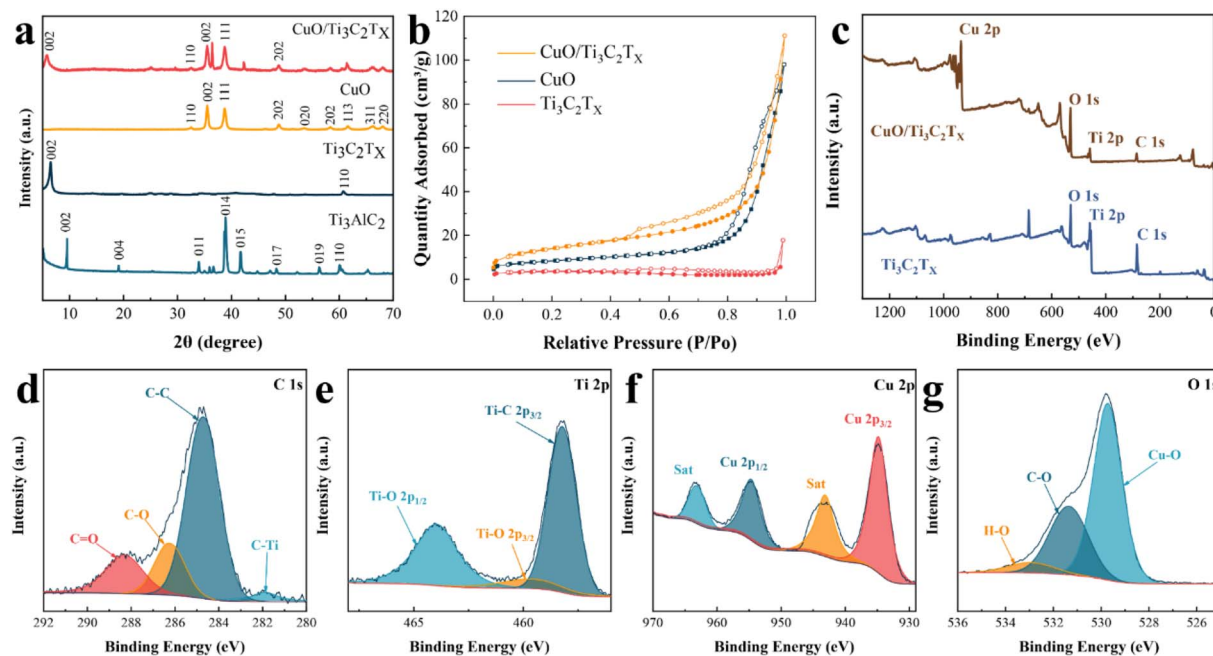 a
CuO/Ti₃C₂Tₓ
002
110
002
111
202
CuO
110
002
111
202
020
202
113
311
220
Ti₃C₂Tₓ
002
110
Ti₃AlC₂
002
004
011
014
015
017
019
110
Intensity (a.u.)
10 20 30 40 50 60 70
2θ (degree)
b
120
100
80
60
40
20
0
CuO/Ti₃C₂Tₓ
CuO
Ti₃C₂Tₓ
Quantity Adsorbed (cm³/g)
0.0 0.2 0.4 0.6 0.8 1.0
Relative Pressure (P/Po)
c
Cu 2p
O 1s
Ti 2p
C 1s
CuO/Ti₃C₂Tₓ
O 1s
Ti 2p
C 1s
Ti₃C₂Tₓ
Intensity (a.u.)
1200 1000 800 600 400 200 0
Binding Energy (eV)
d
C 1s
C-C
C-O
C=O
C-Ti
Intensity (a.u.)
292 290 288 286 284 282 280
Binding Energy (eV)
e
Ti 2p
Ti-C 2p₃/₂
Ti-O 2p₁/₂
Ti-O 2p₃/₂
Intensity (a.u.)
465 460
Binding Energy (eV)
f
Cu 2p
Cu 2p₃/₂
Cu 2p₁/₂
Sat
Sat
Intensity (a.u.)
970 960 950 940 930
Binding Energy (eV)
g
O 1s
Cu-O
C-O
H-O
Intensity (a.u.)
536 534 532 530 528 526
Binding Energy (eV)